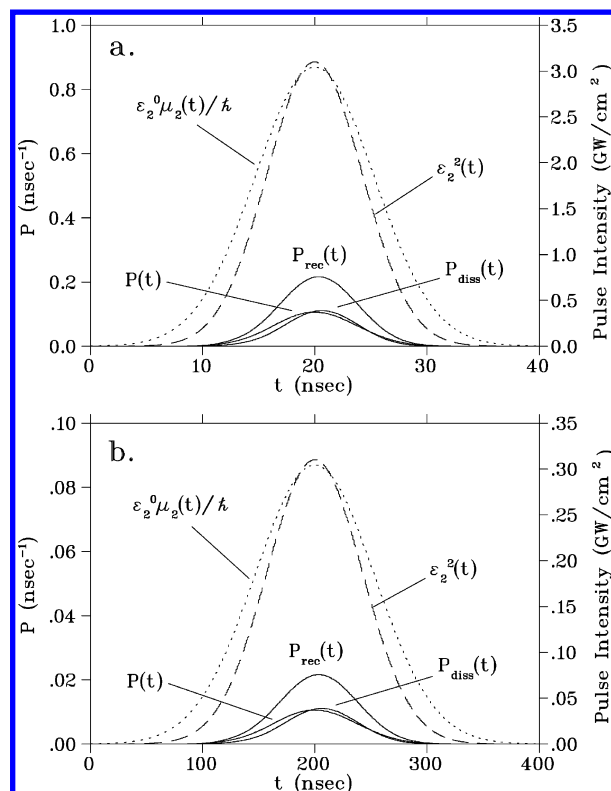 a.
1.0
0.8
0.6
0.4
0.2
0.0
P (nsec⁻¹)
3.5
3.0
2.5
2.0
1.5
1.0
0.5
0.0
Pulse Intensity (GW/cm²)
ε₂⁰μ₂(t)/ℏ
ε₂²(t)
P_rec(t)
P(t)
P_diss(t)
0 10 20 30 40
t (nsec)
b.
.10
.08
.06
.04
.02
.00
P (nsec⁻¹)
.35
.30
.25
.20
.15
.10
.05
.00
Pulse Intensity (GW/cm²)
ε₂⁰μ₂(t)/ℏ
ε₂²(t)
P_rec(t)
P(t)
P_diss(t)
0 100 200 300 400
t (nsec)